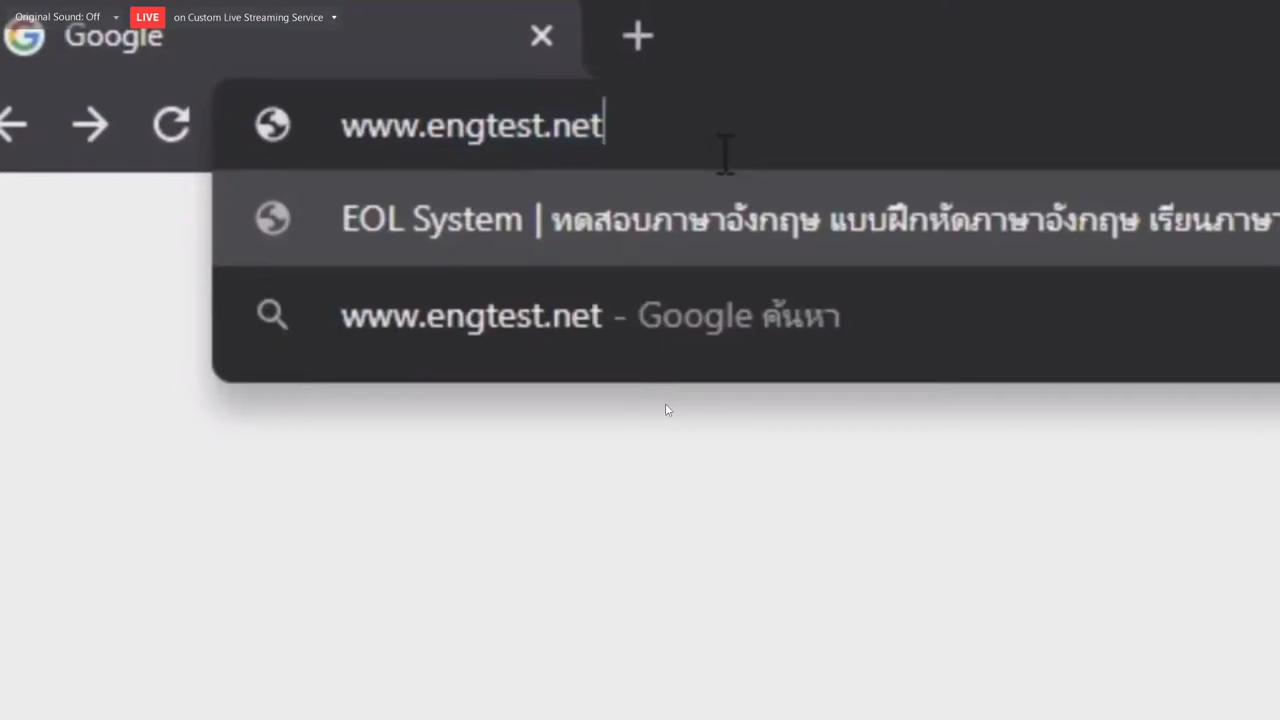 Original Sound: Off LIVE on Custom Live Streaming Service
Google
www.engtest.net
EOL System | ทดสอบภาษาอังกฤษ แบบฝึกหัดภาษาอังกฤษ เรียนภาษา
www.engtest.net - Google ค้นหา